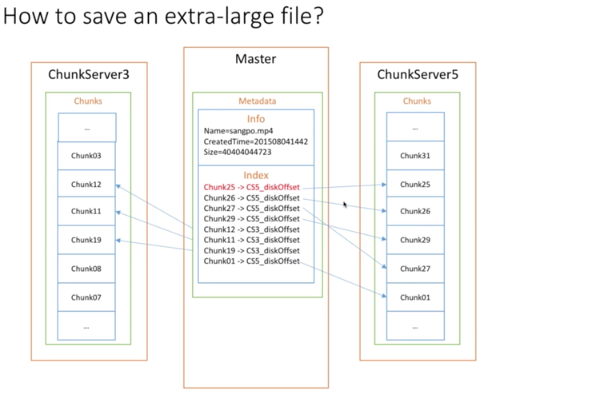 How to save an extra-large file?
ChunkServer3
Chunks
...
Chunk03
Chunk12
Chunk11
Chunk19
Chunk08
Chunk07
...
Master
Metadata
Info
Name=sangpo.mp4
CreatedTime=201508041442
Size=40404044723
Index
Chunk25 -> CS5_diskOffset
Chunk26 -> CS5_diskOffset
Chunk27 -> CS5_diskOffset
Chunk29 -> CS5_diskOffset
Chunk12 -> CS3_diskOffset
Chunk11 -> CS3_diskOffset
Chunk19 -> CS3_diskOffset
Chunk01 -> CS5_diskOffset
ChunkServer5
Chunks
...
Chunk31
Chunk25
Chunk26
Chunk29
Chunk27
Chunk01
...